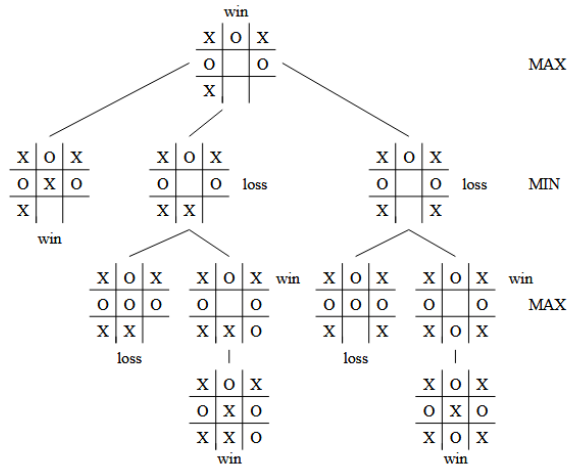 win
X O X
O O MAX
X
X O X X O X X O X
O X O O O loss O O loss MIN
X X X X X
win
X O X X O X win X O X X O X win
O O O O O O O O O O MAX
X X X X O X X X O X
loss loss
X O X X O X
O X O O X O
X X O X O X
win win